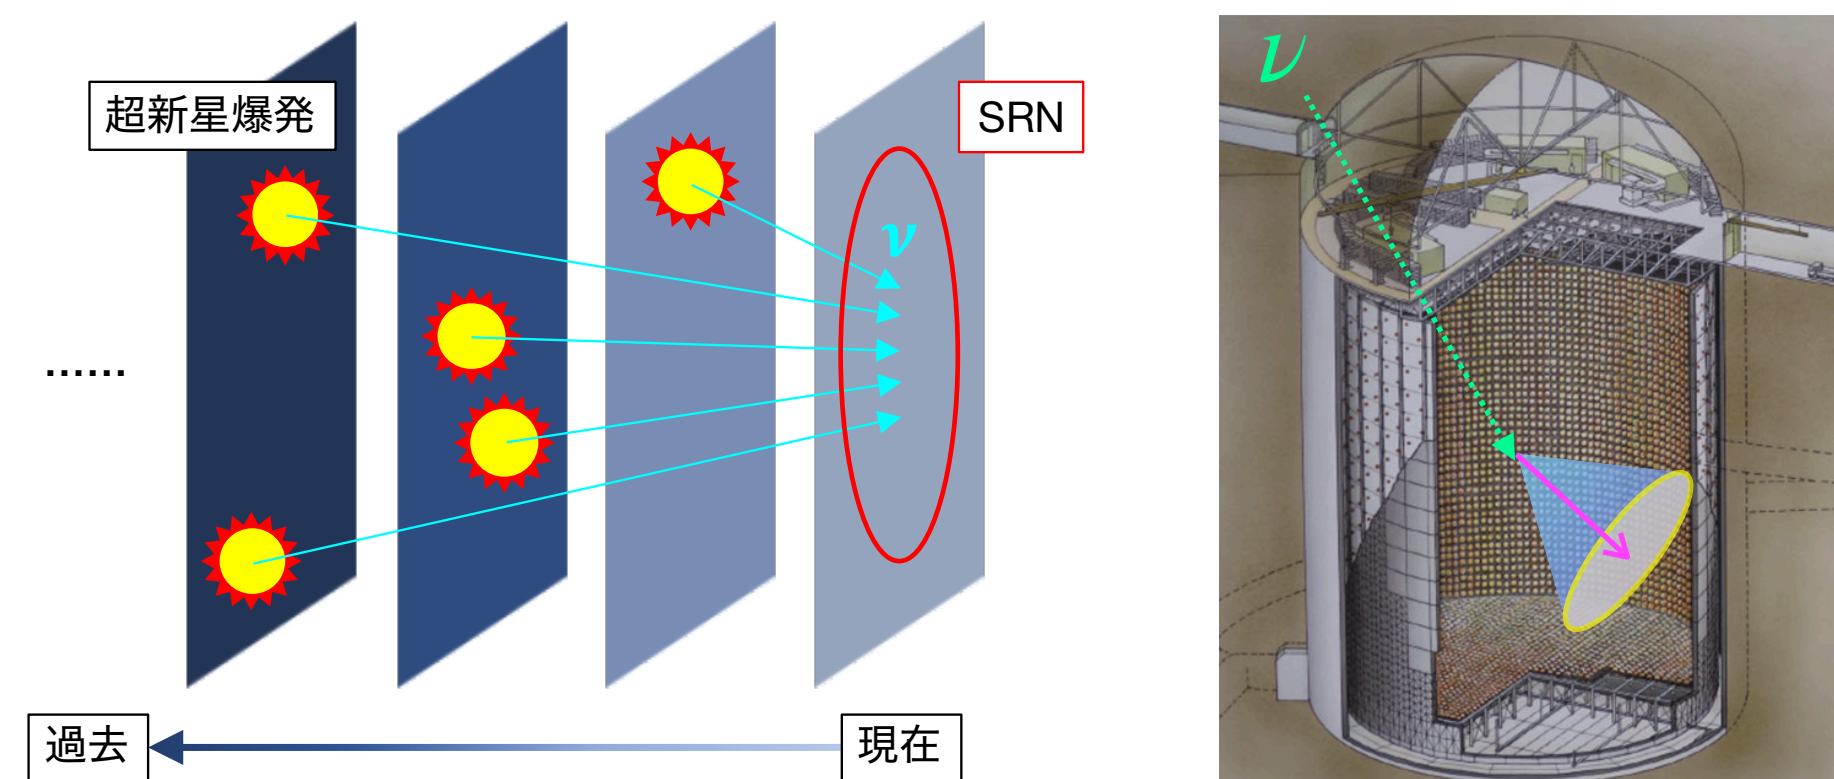 超新星爆発
SRN
ν
......
過去
現在
ν